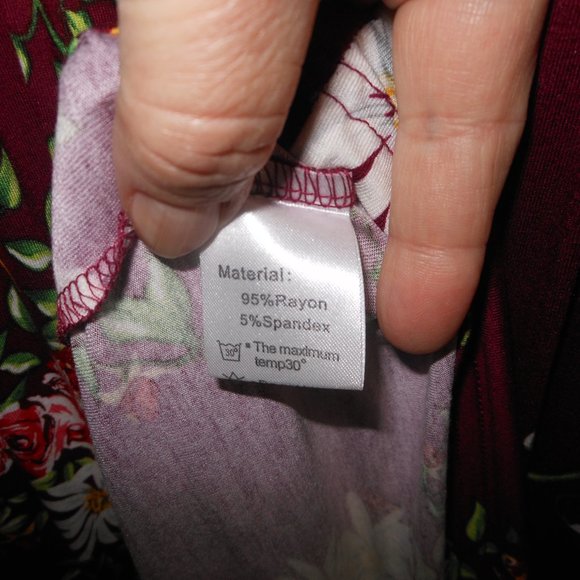 Material:
95%Rayon
5%Spandex
30°
* The maximum
temp30°